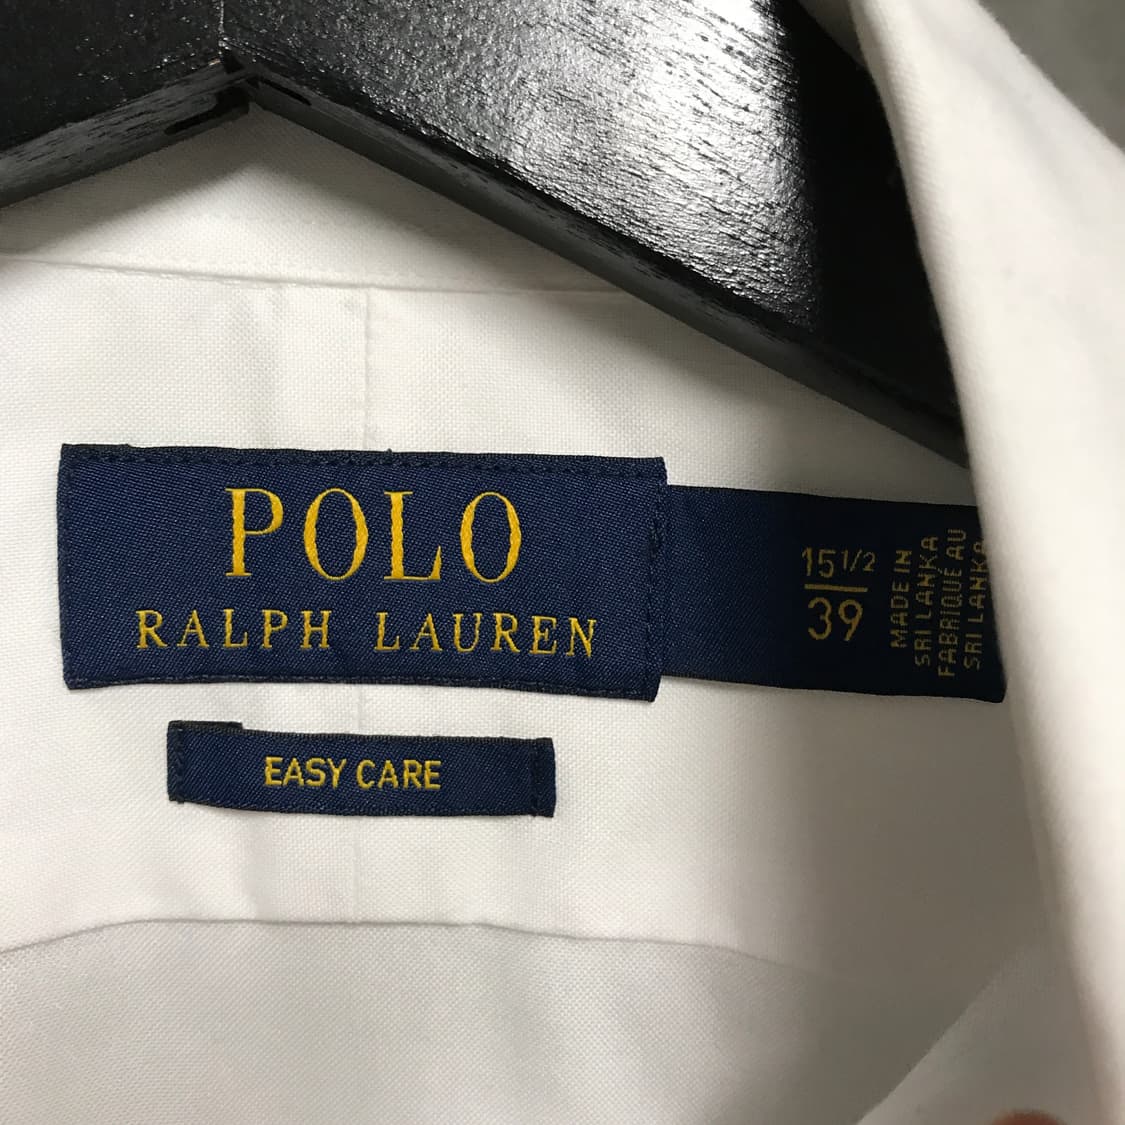 POLO
RALPH LAUREN
15 1/2
39
MADE IN
SRI LANKA
FABRIQUÉ AU
SRI LANKA
EASY CARE